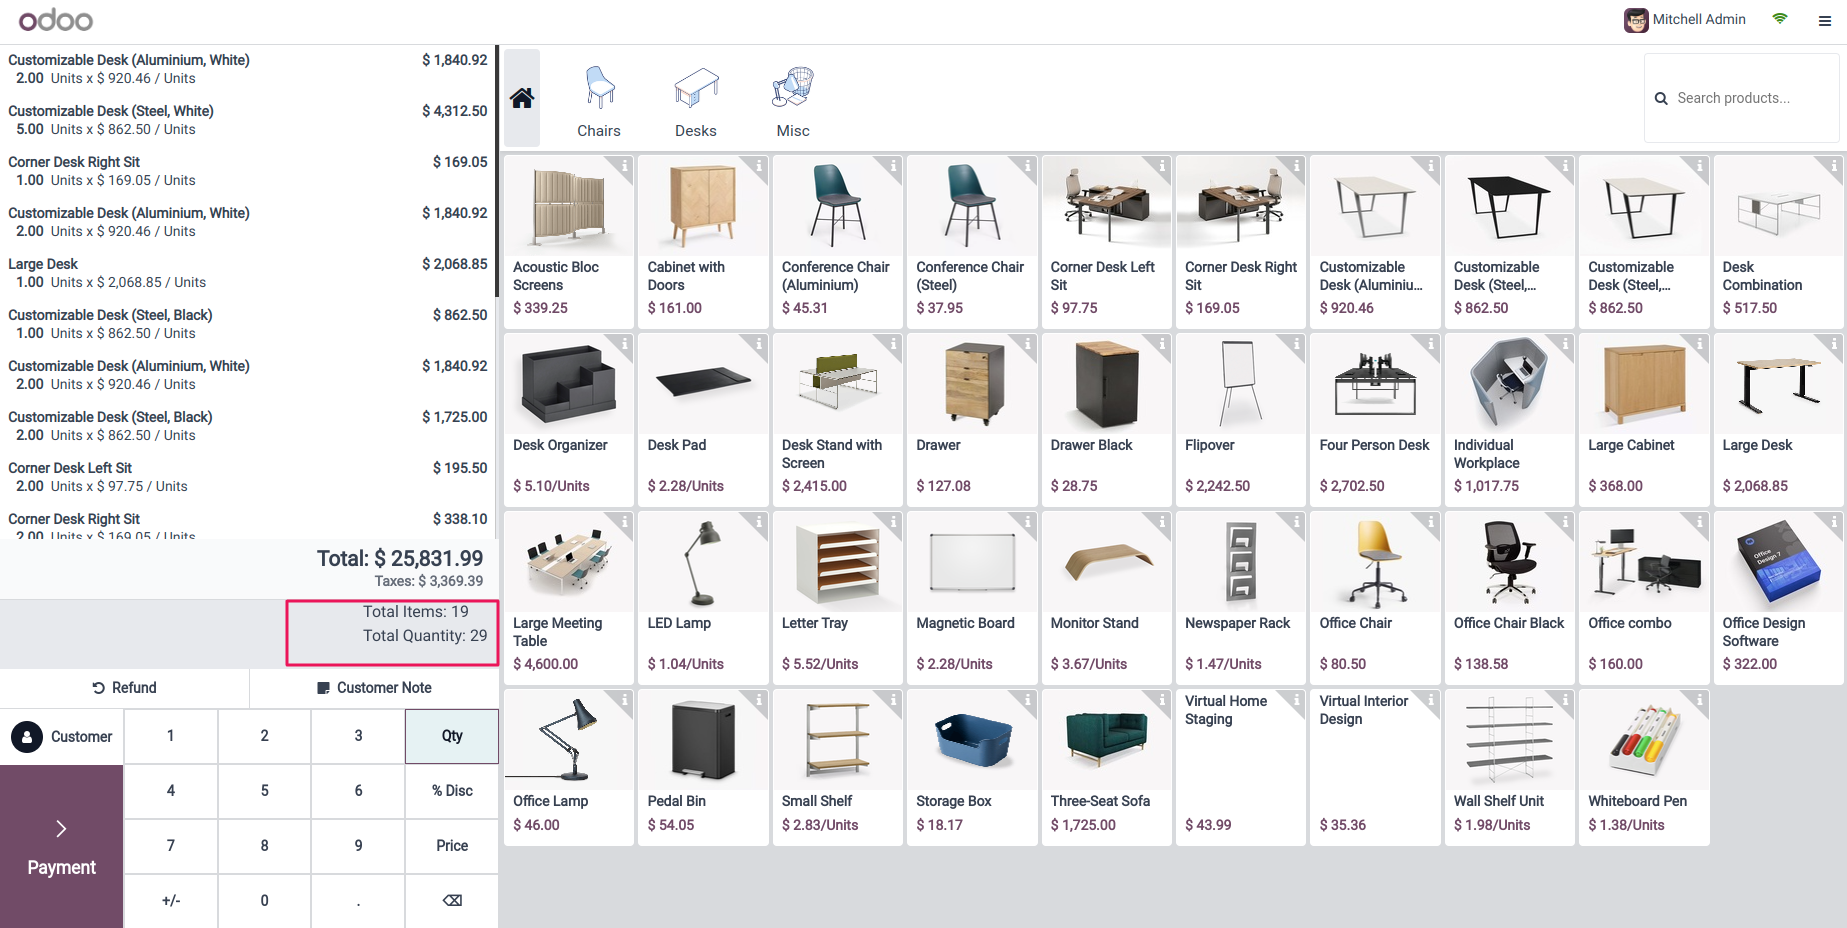 odoo
Mitchell Admin
Customizable Desk (Aluminium, White) $ 1,840.92
2.00 Units x $ 920.46 / Units
Customizable Desk (Steel, White) $ 4,312.50
5.00 Units x $ 862.50 / Units
Corner Desk Right Sit $ 169.05
1.00 Units x $ 169.05 / Units
Customizable Desk (Aluminium, White) $ 1,840.92
2.00 Units x $ 920.46 / Units
Large Desk $ 2,068.85
1.00 Units x $ 2,068.85 / Units
Customizable Desk (Steel, Black) $ 862.50
1.00 Units x $ 862.50 / Units
Customizable Desk (Aluminium, White) $ 1,840.92
2.00 Units x $ 920.46 / Units
Customizable Desk (Steel, Black) $ 1,725.00
2.00 Units x $ 862.50 / Units
Corner Desk Left Sit $ 195.50
2.00 Units x $ 97.75 / Units
Corner Desk Right Sit $ 338.10
2.00 Units x $ 169.05 / Units
Total: $ 25,831.99
Taxes: $ 3,369.39
Total Items: 19
Total Quantity: 29
Refund Customer Note
Customer 1 2 3 Qty
4 5 6 % Disc
7 8 9 Price
Payment
+/- 0 .
Chairs Desks Misc
Search products...
Acoustic Bloc Screens
$ 339.25
Cabinet with Doors
$ 161.00
Conference Chair (Aluminium)
$ 45.31
Conference Chair (Steel)
$ 37.95
Corner Desk Left Sit
$ 97.75
Corner Desk Right Sit
$ 169.05
Customizable Desk (Aluminiu...
$ 920.46
Customizable Desk (Steel,...
$ 862.50
Customizable Desk (Steel,...
$ 862.50
Desk Combination
$ 517.50
Desk Organizer
$ 5.10/Units
Desk Pad
$ 2.28/Units
Desk Stand with Screen
$ 2,415.00
Drawer
$ 127.08
Drawer Black
$ 28.75
Flipover
$ 2,242.50
Four Person Desk
$ 2,702.50
Individual Workplace
$ 1,017.75
Large Cabinet
$ 368.00
Large Desk
$ 2,068.85
Large Meeting Table
$ 4,600.00
LED Lamp
$ 1.04/Units
Letter Tray
$ 5.52/Units
Magnetic Board
$ 2.28/Units
Monitor Stand
$ 3.67/Units
Newspaper Rack
$ 1.47/Units
Office Chair
$ 80.50
Office Chair Black
$ 138.58
Office combo
$ 160.00
Office Design 7
Office Design Software
$ 322.00
Office Lamp
$ 46.00
Pedal Bin
$ 54.05
Small Shelf
$ 2.83/Units
Storage Box
$ 18.17
Three-Seat Sofa
$ 1,725.00
Virtual Home Staging
$ 43.99
Virtual Interior Design
$ 35.36
Wall Shelf Unit
$ 1.98/Units
Whiteboard Pen
$ 1.38/Units